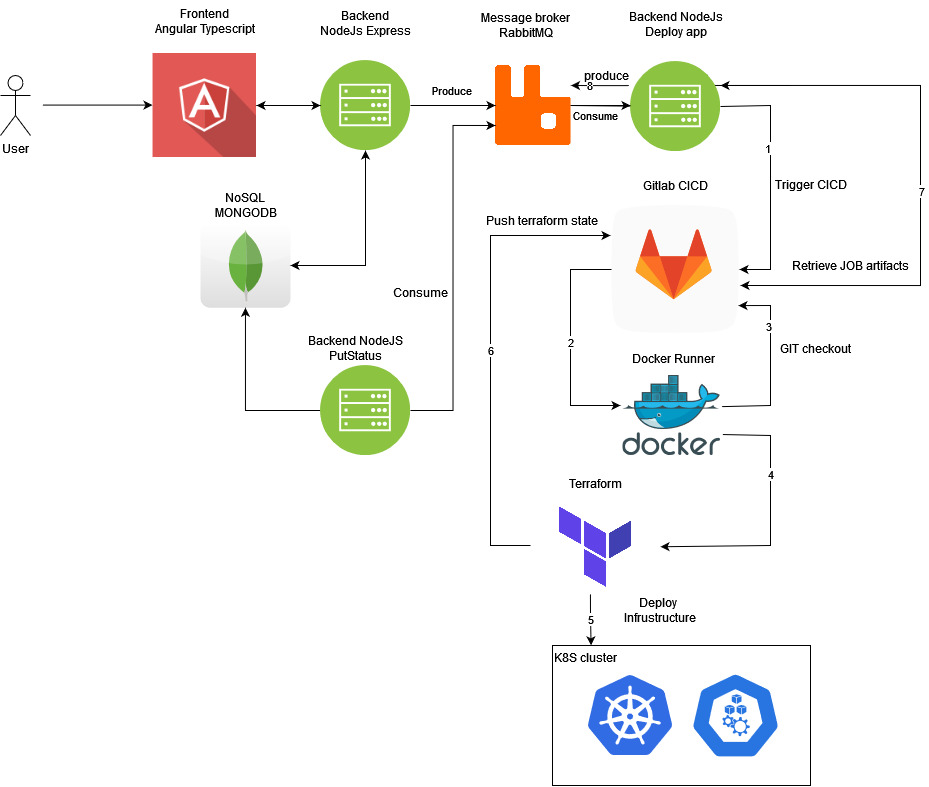 Frontend
Angular Typescript
Backend
NodeJs Express
Message broker
RabbitMQ
Backend NodeJs
Deploy app
User
A
Produce
produce
8
Consume
1
Trigger CICD
7
Gitlab CICD
NoSQL
MONGODB
Push terraform state
Retrieve JOB artifacts
Consume
3
GIT checkout
2
6
Backend NodeJS
PutStatus
Docker Runner
docker
4
Terraform
Deploy
Infrustructure
5
K8S cluster